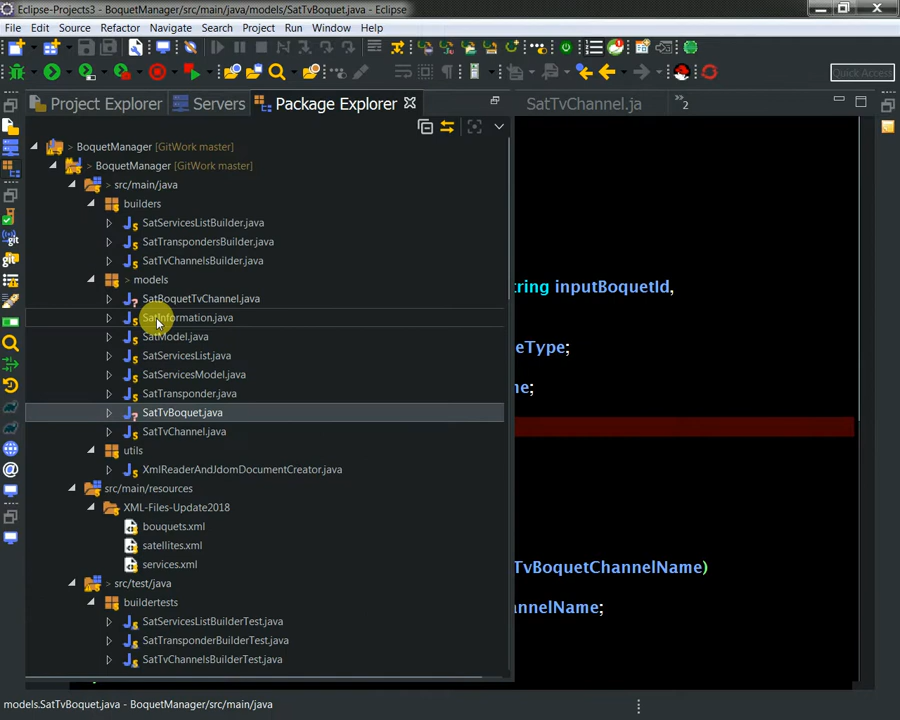 Eclipse-Projects3 - BoquetManager/src/main/java/models/SatTvBoquet.java - Eclipse
File Edit Source Refactor Navigate Search Project Run Window Help
Quick Access
Project Explorer Servers Package Explorer SatTvChannel.ja »2
> BoquetManager [GitWork master]
> BoquetManager [GitWork master]
> src/main/java
builders
SatServicesListBuilder.java
SatTranspondersBuilder.java
SatTvChannelsBuilder.java
> models
SatBoquetTvChannel.java
string inputBoquetId,
SatInformation.java
SatModel.java
eType;
SatServicesList.java
SatServicesModel.java
ne;
SatTransponder.java
SatTvBoquet.java
SatTvChannel.java
utils
XmlReaderAndJdomDocumentCreator.java
src/main/resources
XML-Files-Update2018
bouquets.xml
satellites.xml
services.xml
TvBoquetChannelName)
> src/test/java
buildertests
annelName;
SatServicesListBuilderTest.java
SatTransponderBuilderTest.java
SatTvChannelsBuilderTest.java
models.SatTvBoquet.java - BoquetManager/src/main/java